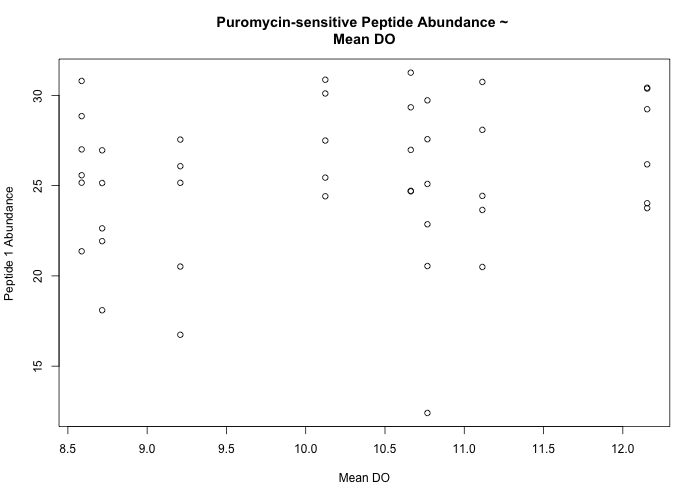 Puromycin-sensitive Peptide Abundance ~
Mean DO
Peptide 1 Abundance
30
25
20
15
8.5 9.0 9.5 10.0 10.5 11.0 11.5 12.0
Mean DO